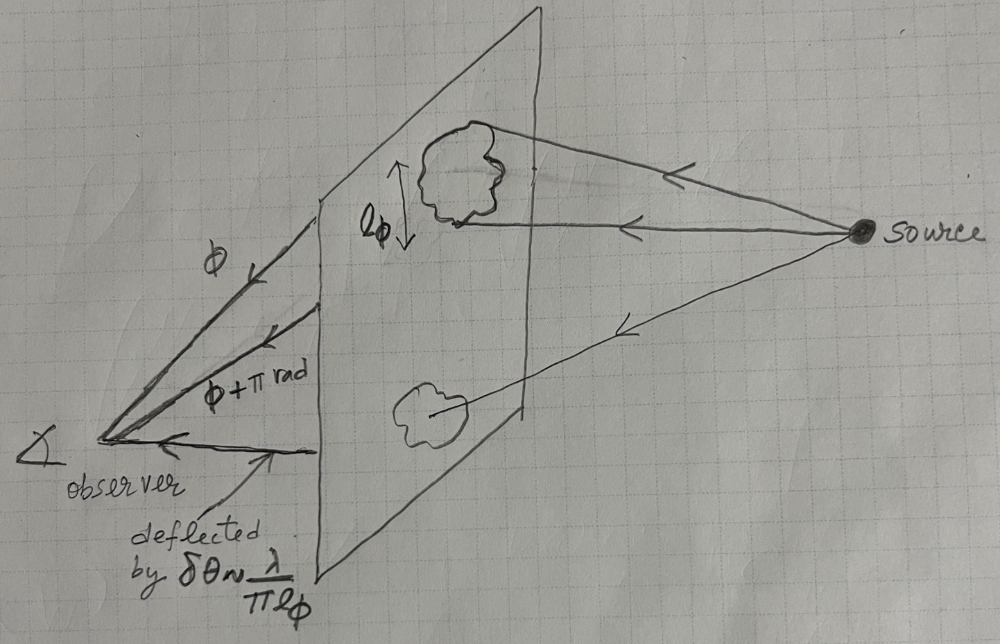 source
lϕ
ϕ
ϕ + π rad
observer
deflected
by δθ ~ λ/πlϕ